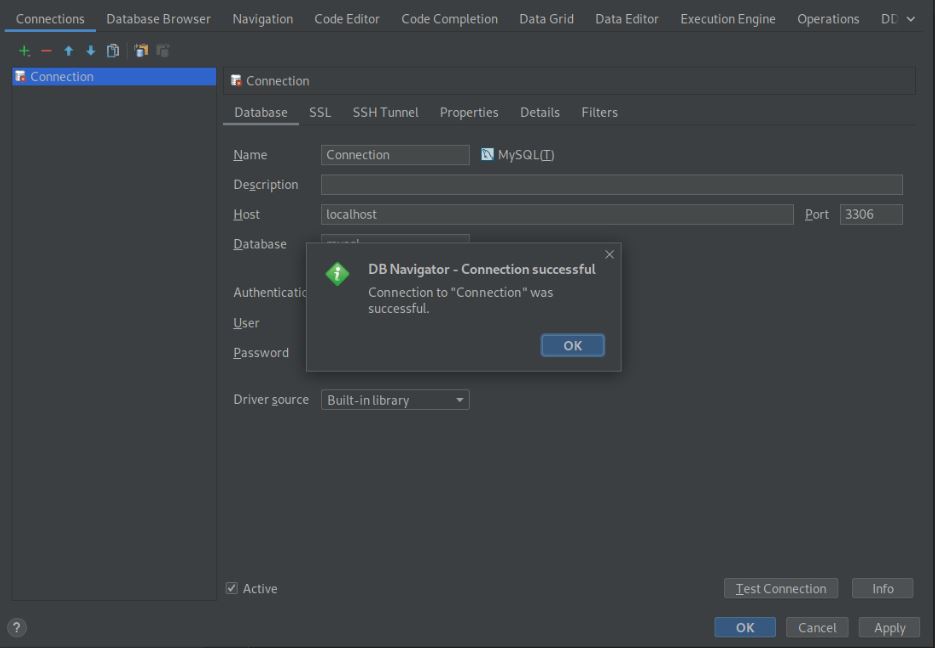 Connections Database Browser Navigation Code Editor Code Completion Data Grid Data Editor Execution Engine Operations DD
Connection
Connection
Database SSL SSH Tunnel Properties Details Filters
Name Connection MySQL(T)
Description
Host localhost Port 3306
Database mysql
DB Navigator - Connection successful
Connection to "Connection" was
successful.
Authenticatio
User
OK
Password
Driver source Built-in library
Active Test Connection Info
? OK Cancel Apply